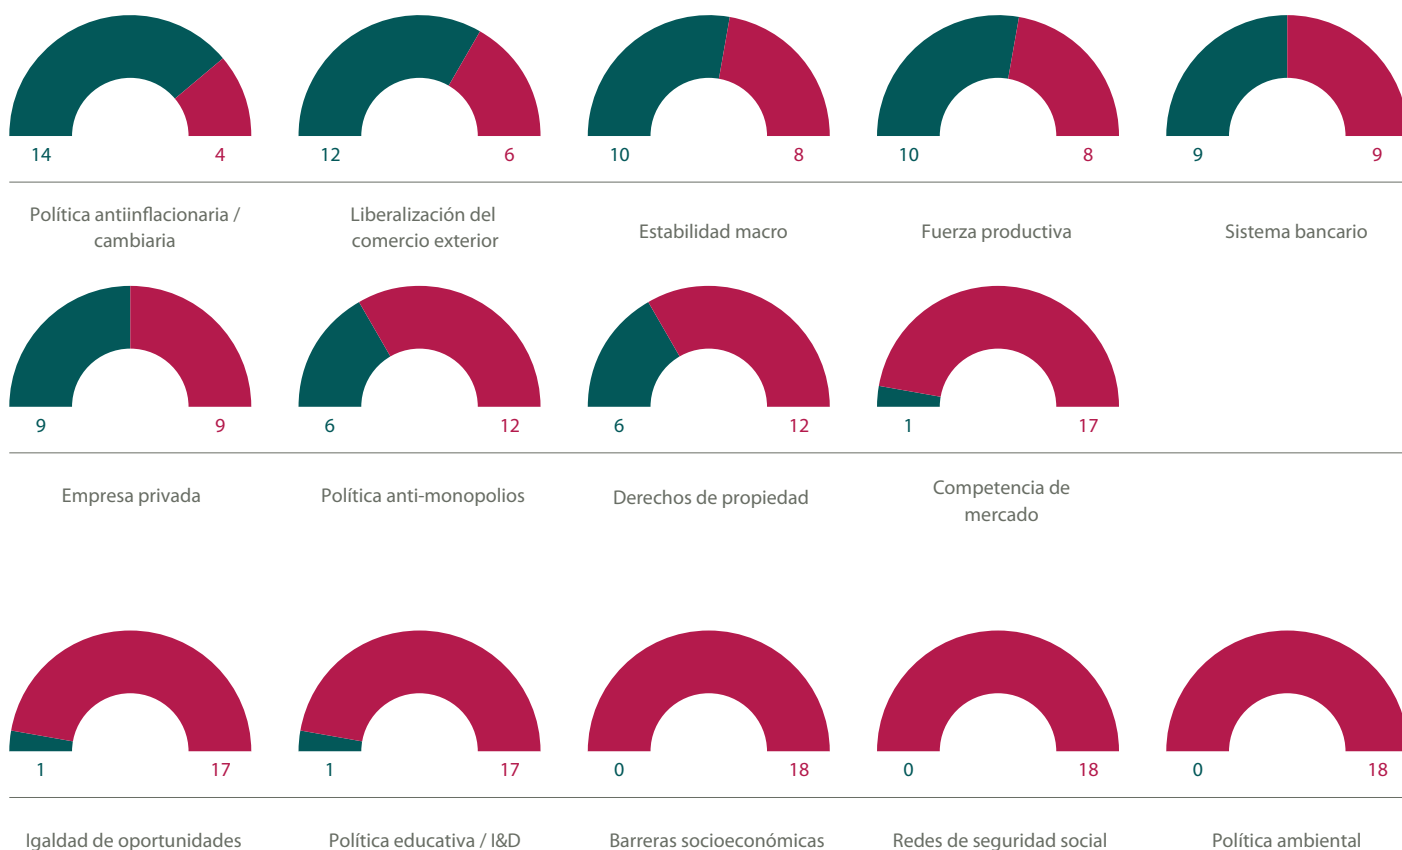 14 4 12 6 10 8 10 8 9 9
Política antiinflacionaria /
cambiaria
Liberalización del
comercio exterior
Estabilidad macro
Fuerza productiva
Sistema bancario
9 9 6 12 6 12 1 17
Empresa privada
Política anti-monopolios
Derechos de propiedad
Competencia de
mercado
1 17 1 17 0 18 0 18 0 18
Igaldad de oportunidades
Política educativa / I&D
Barreras socioeconómicas
Redes de seguridad social
Política ambiental